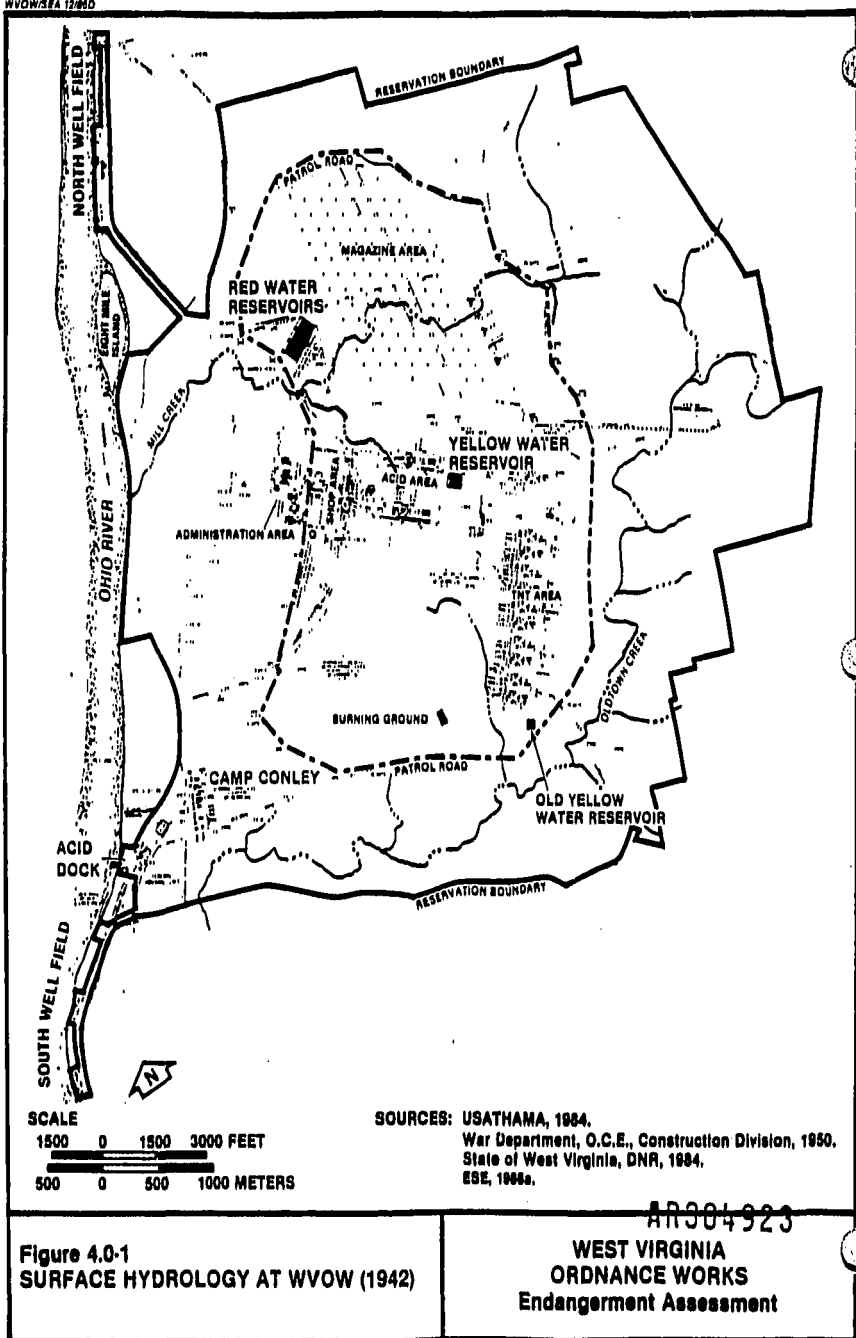 WVOW/SEA 12/86D
NORTH WELL FIELD
RESERVATION BOUNDARY
PATROL ROAD
MAGAZINE AREA
RED WATER
RESERVOIRS
EIGHT MILE
ISLAND
MILL CREEK
OHIO RIVER
YELLOW WATER
RESERVOIR
ACID AREA
SHOP AREA
ADMINISTRATION AREA
TNT AREA
OLDTOWN CREEK
BURNING GROUND
PATROL ROAD
CAMP CONLEY
OLD YELLOW
WATER RESERVOIR
ACID
DOCK
RESERVATION BOUNDARY
SOUTH WELL FIELD
N
SCALE
1500 0 1500 3000 FEET
500 0 500 1000 METERS
SOURCES: USATHAMA, 1984.
War Department, O.C.E., Construction Division, 1950.
State of West Virginia, DNR, 1984.
ESE, 1986a.
AR304923
Figure 4.0-1
SURFACE HYDROLOGY AT WVOW (1942)
WEST VIRGINIA
ORDNANCE WORKS
Endangerment Assessment